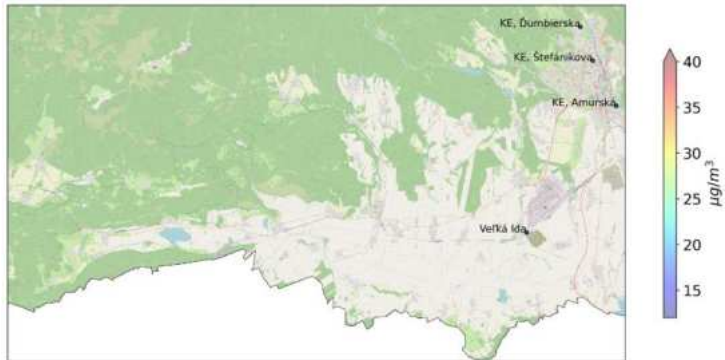 KE, Ďumbierska
KE, Štefánikova
KE, Amurská
Veľká Ida
40
35
30
25
20
15
μg/m³